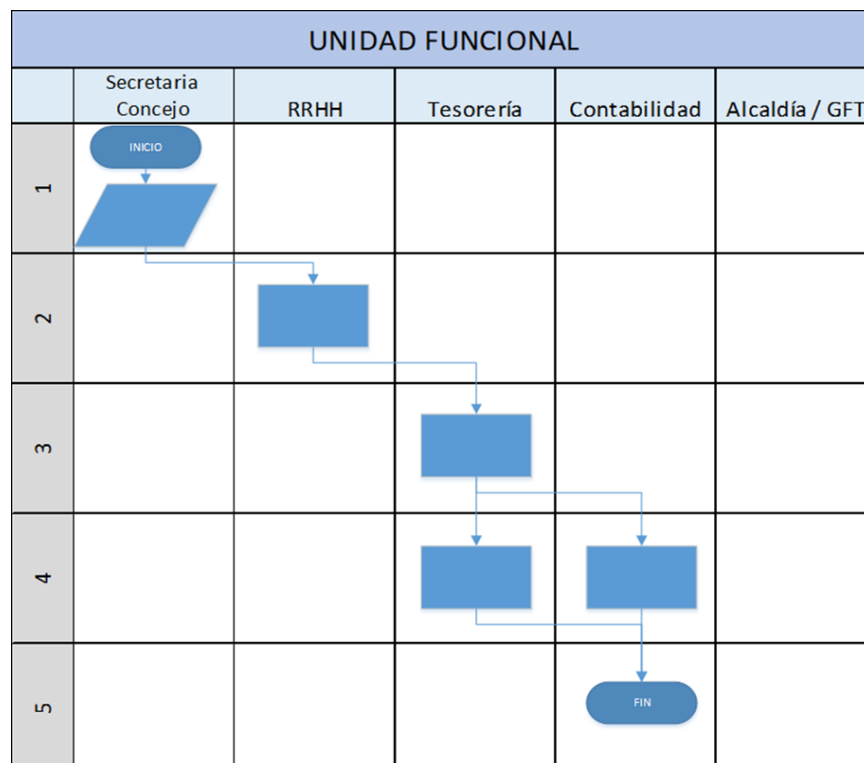 UNIDAD FUNCIONAL
Secretaria
Concejo
RRHH
Tesorería
Contabilidad
Alcaldía / GFT
INICIO
1
2
3
4
5
FIN